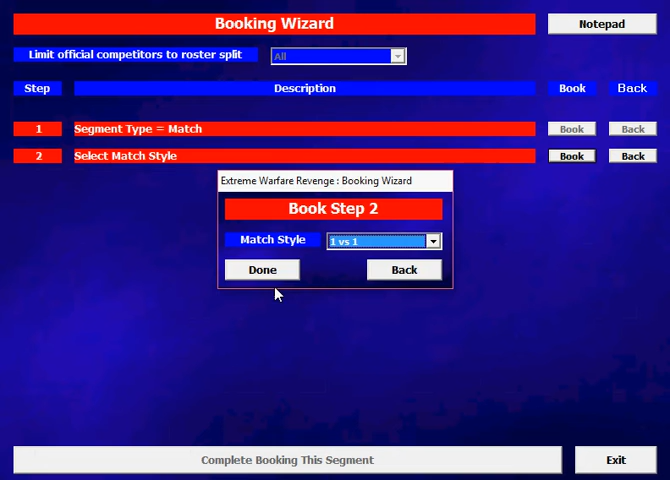 Booking Wizard
Notepad
Limit official competitors to roster split
All
Step
Description
Book
Back
1
Segment Type = Match
Book
Back
2
Select Match Style
Book
Back
Extreme Warfare Revenge : Booking Wizard
Book Step 2
Match Style
1 vs 1
Done
Back
Complete Booking This Segment
Exit